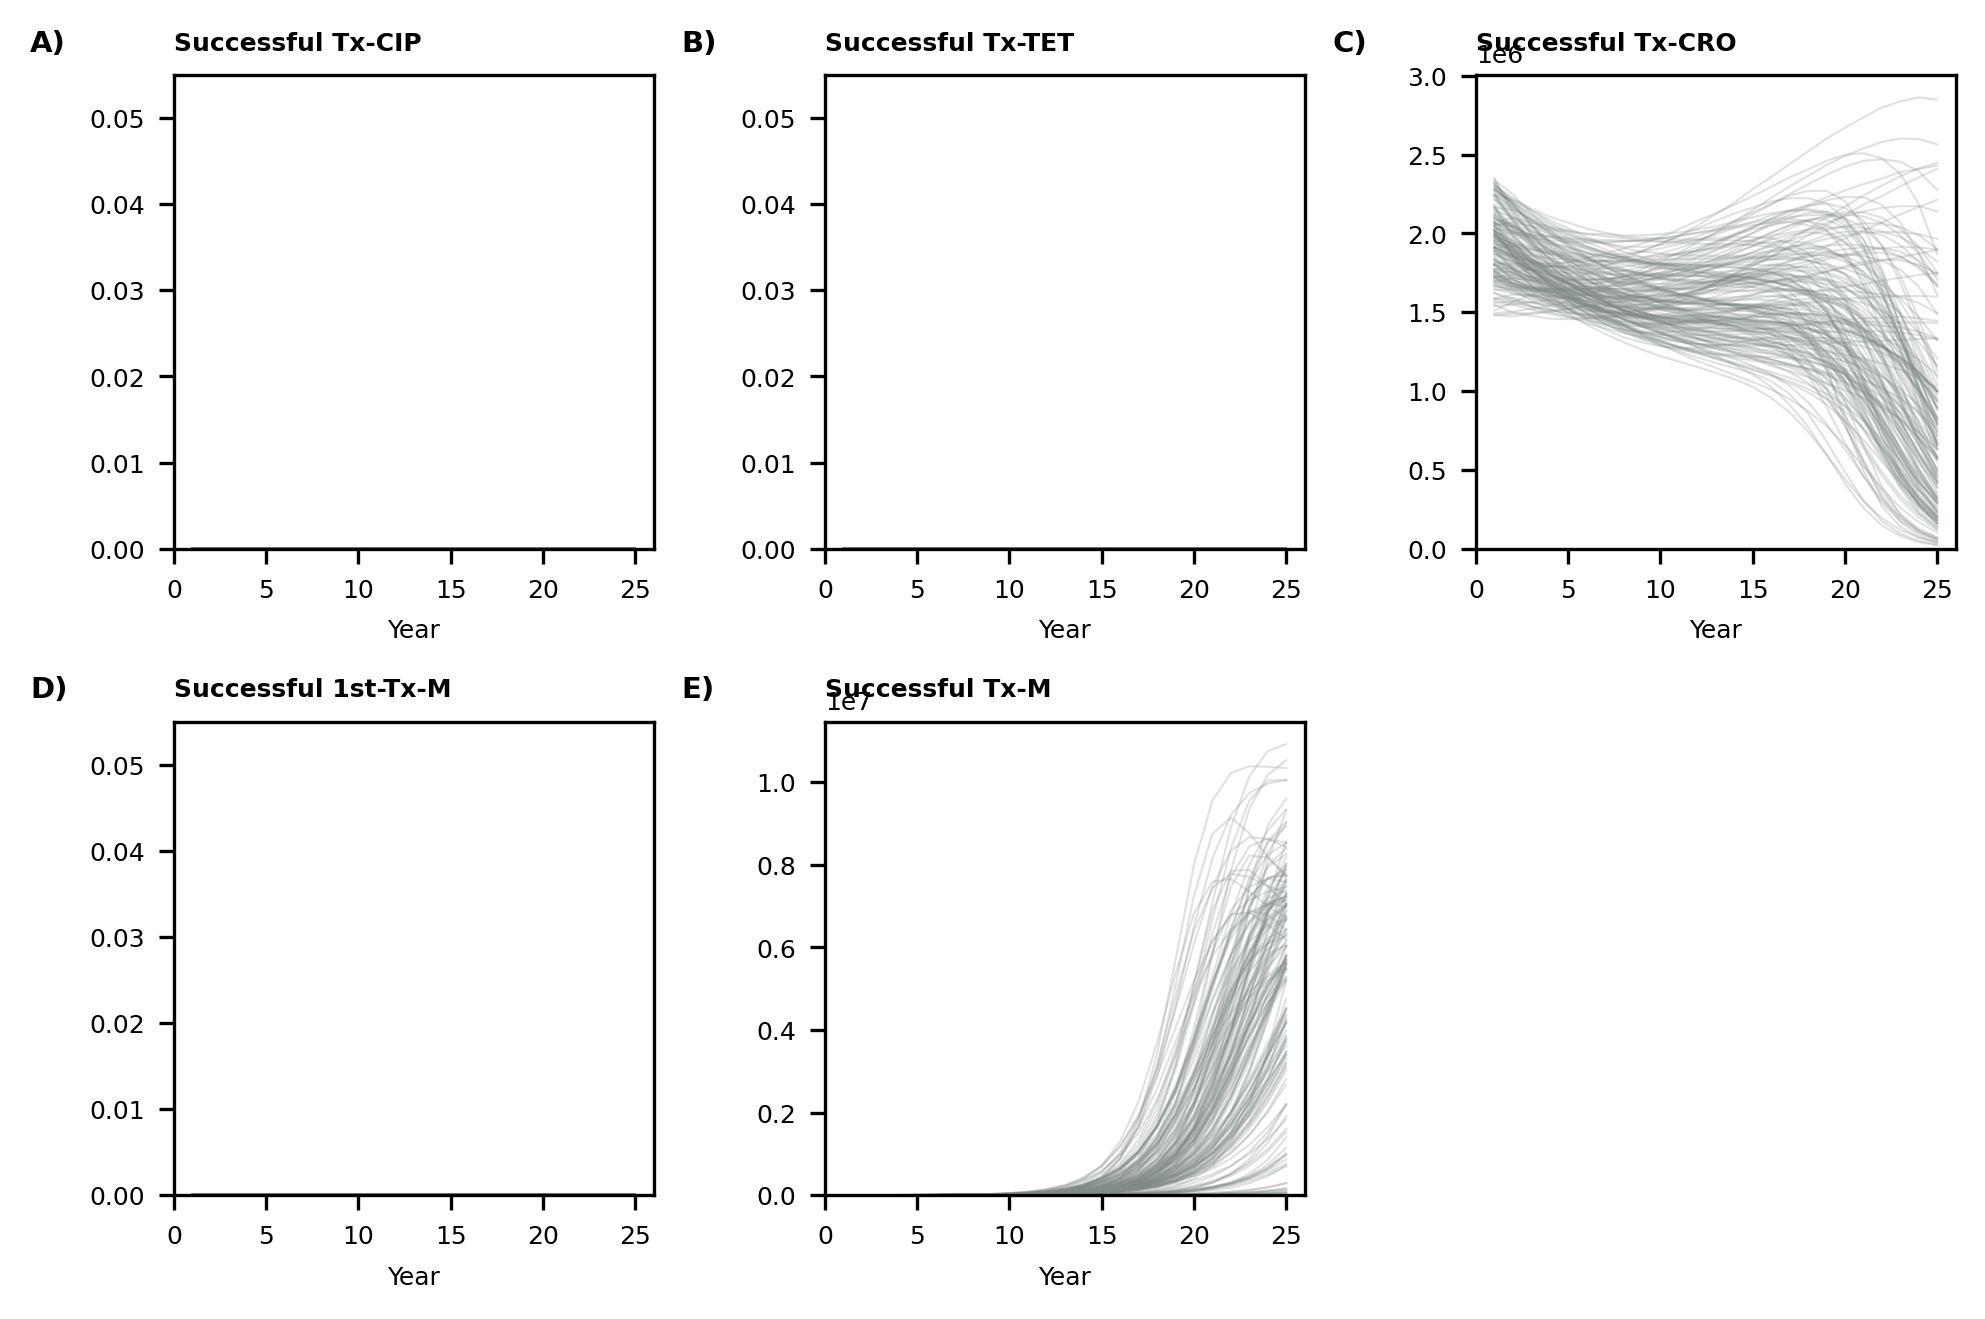 A) Successful Tx-CIP
0.05
0.04
0.03
0.02
0.01
0.00
0 5 10 15 20 25
Year
B) Successful Tx-TET
0.05
0.04
0.03
0.02
0.01
0.00
0 5 10 15 20 25
Year
C) Successful Tx-CRO
1e6
3.0
2.5
2.0
1.5
1.0
0.5
0.0
0 5 10 15 20 25
Year
D) Successful 1st-Tx-M
0.05
0.04
0.03
0.02
0.01
0.00
0 5 10 15 20 25
Year
E) Successful Tx-M
1e7
1.0
0.8
0.6
0.4
0.2
0.0
0 5 10 15 20 25
Year